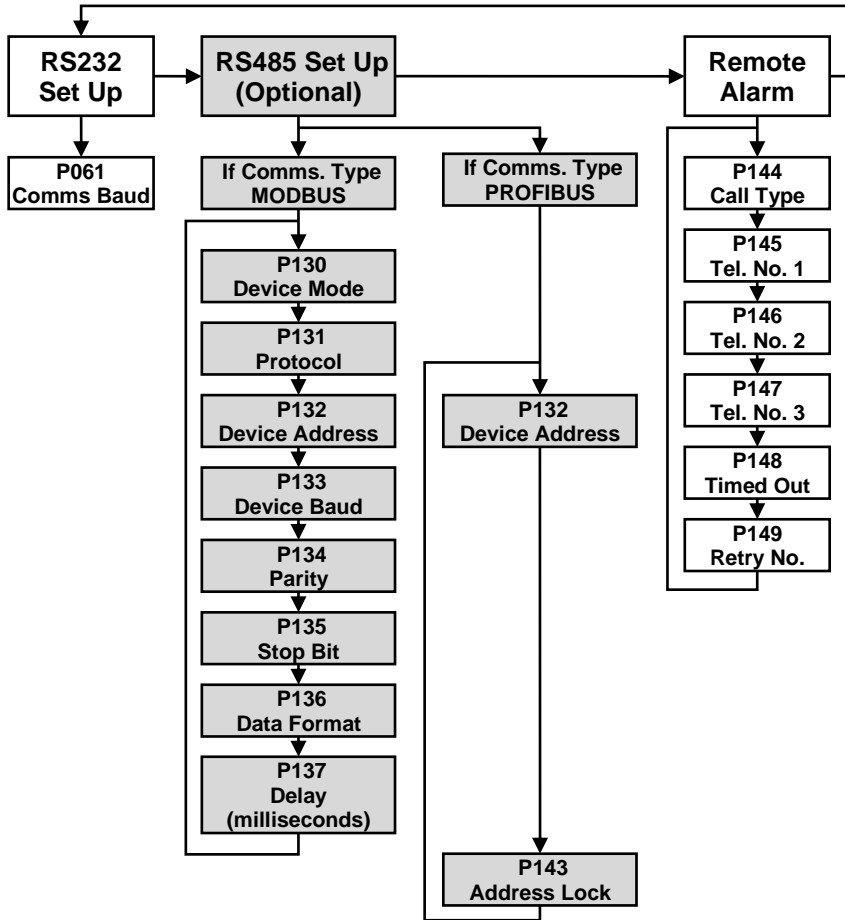 RS232
Set Up
RS485 Set Up
(Optional)
Remote
Alarm
P061
Comms Baud
If Comms. Type
MODBUS
If Comms. Type
PROFIBUS
P130
Device Mode
P131
Protocol
P132
Device Address
P133
Device Baud
P134
Parity
P135
Stop Bit
P136
Data Format
P137
Delay
(milliseconds)
P132
Device Address
P143
Address Lock
P144
Call Type
P145
Tel. No. 1
P146
Tel. No. 2
P147
Tel. No. 3
P148
Timed Out
P149
Retry No.